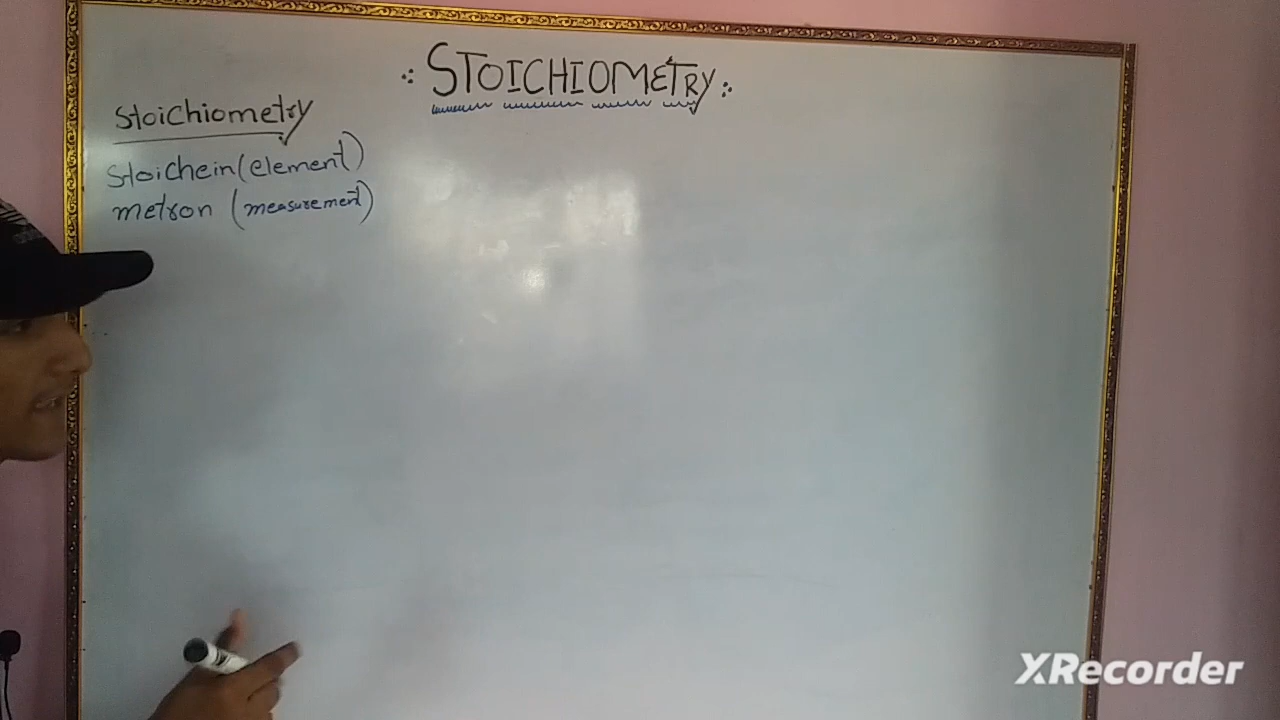 STOICHIOMETRY
Stoichiometry
Stoichein (element)
metron (measurement)
XRecorder